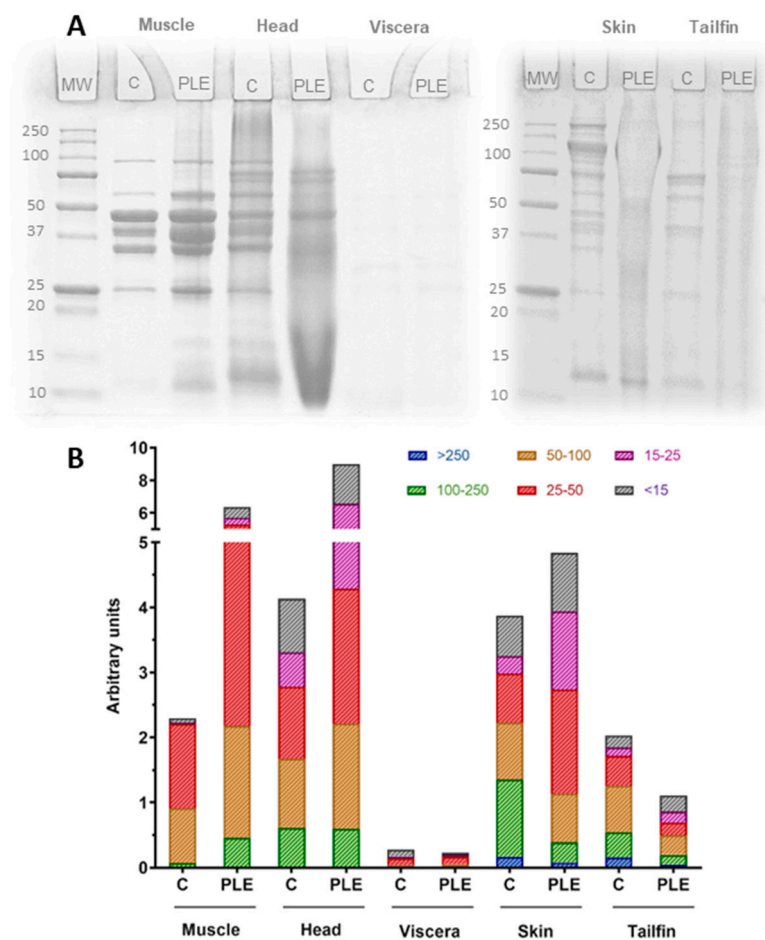 A
Muscle Head Viscera
Skin Tailfin
MW C PLE C PLE C PLE
MW C PLE C PLE
250
100
50
37
25
20
15
10
250
100
50
37
25
20
15
10
B
>250 50-100 15-25
100-250 25-50 <15
Arbitrary units
10
8
6
5
4
3
2
1
0
C PLE C PLE C PLE C PLE C PLE
Muscle Head Viscera Skin Tailfin